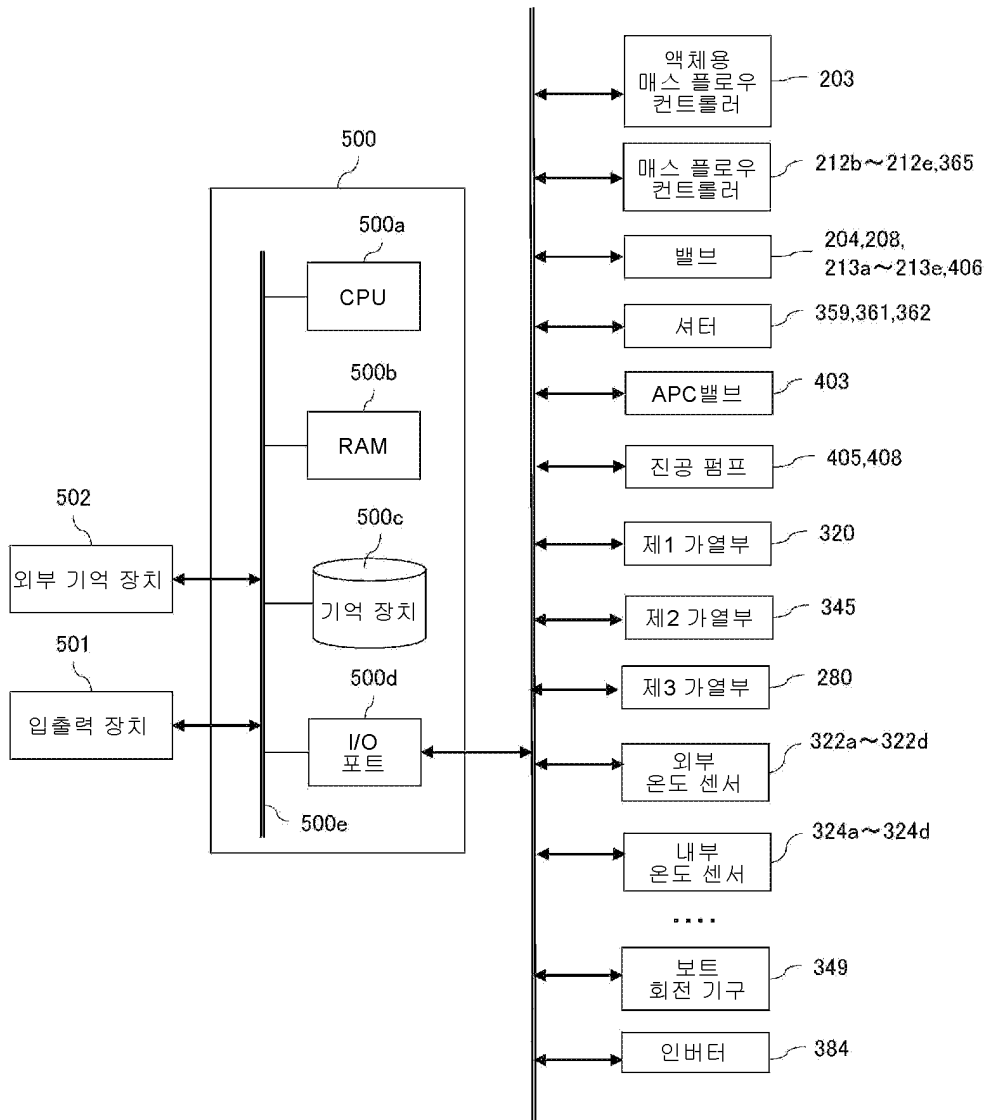 액체용
매스 플로우
컨트롤러
203
매스 플로우
컨트롤러
212b～212e,365
밸브
204,208,
213a～213e,406
셔터
359,361,362
APC밸브
403
진공 펌프
405,408
제1 가열부
320
제2 가열부
345
제3 가열부
280
외부
온도 센서
322a～322d
내부
온도 센서
324a～324d
....
보트
회전 기구
349
인버터
384
500
500a
CPU
500b
RAM
500c
기억 장치
500d
I/O
포트
500e
502
외부 기억 장치
501
입출력 장치